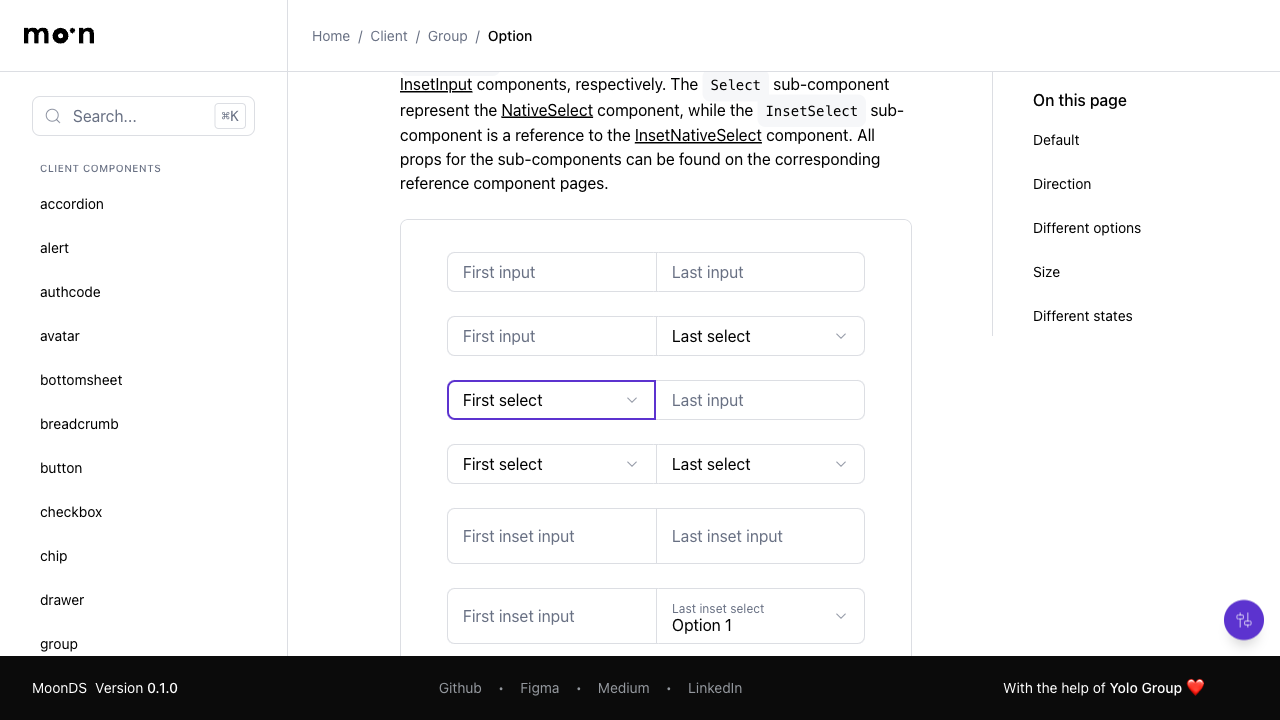 moon
Home / Client / Group / Option
Search...
⌘K
CLIENT COMPONENTS
accordion
alert
authcode
avatar
bottomsheet
breadcrumb
button
checkbox
chip
drawer
group
InsetInput components, respectively. The Select sub-component
represent the NativeSelect component, while the InsetSelect sub-
component is a reference to the InsetNativeSelect component. All
props for the sub-components can be found on the corresponding
reference component pages.
First input
Last input
First input
Last select
First select
Last input
First select
Last select
First inset input
Last inset input
First inset input
Last inset select
Option 1
On this page
Default
Direction
Different options
Size
Different states
MoonDS Version 0.1.0
Github • Figma • Medium • LinkedIn
With the help of Yolo Group ❤️